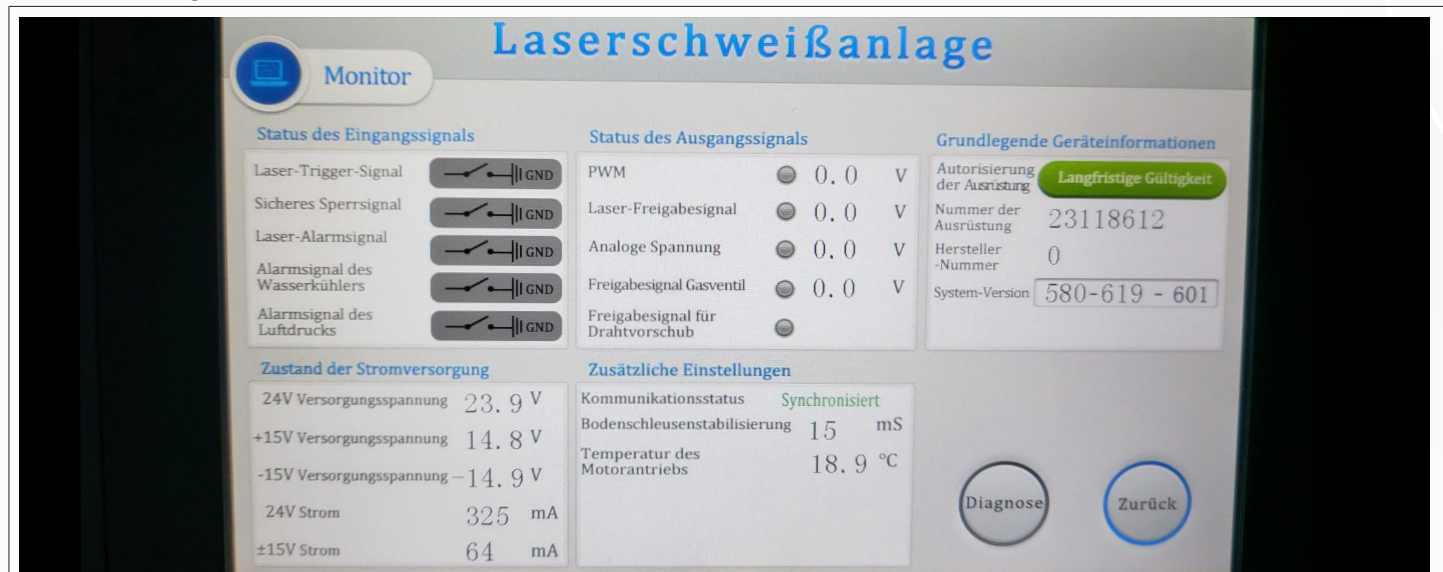 Laserschweißanlage
Monitor
Status des Eingangssignals
Laser-Trigger-Signal GND
Sicheres Sperrsignal GND
Laser-Alarmsignal GND
Alarmsignal des
Wasserkühlers GND
Alarmsignal des
Luftdrucks GND
Status des Ausgangssignals
PWM 0.0 V
Laser-Freigabesignal 0.0 V
Analoge Spannung 0.0 V
Freigabesignal Gasventil 0.0 V
Freigabesignal für
Drahtvorschub
Grundlegende Geräteinformationen
Autorisierung
der Ausrüstung Langfristige Gültigkeit
Nummer der
Ausrüstung 23118612
Hersteller
-Nummer 0
System-Version 580-619 - 601
Zustand der Stromversorgung
24V Versorgungsspannung 23.9 V
+15V Versorgungsspannung 14.8 V
-15V Versorgungsspannung -14.9 V
24V Strom 325 mA
±15V Strom 64 mA
Zusätzliche Einstellungen
Kommunikationsstatus Synchronisiert
Bodenschleusenstabilisierung 15 mS
Temperatur des
Motorantriebs 18.9 °C
Diagnose
Zurück